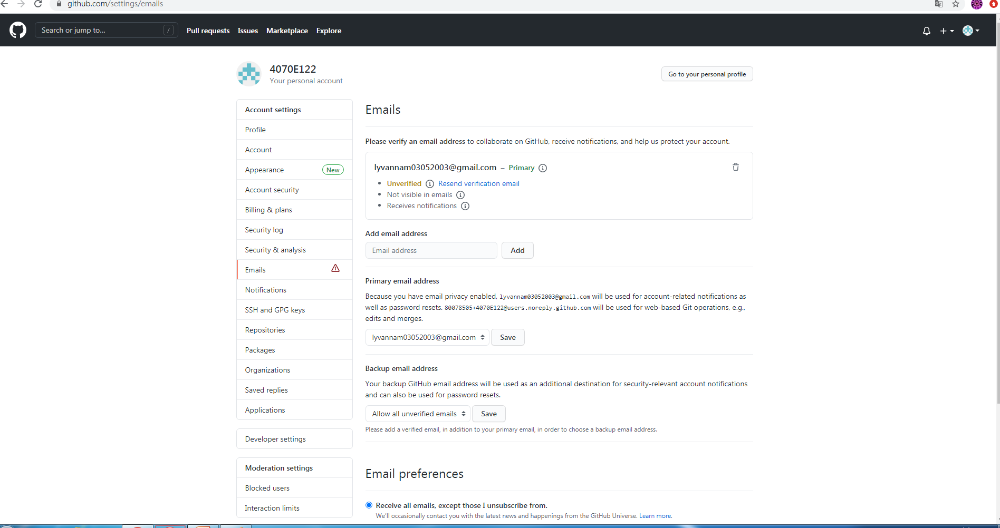 github.com/settings/emails
Search or jump to... /
Pull requests Issues Marketplace Explore
4070E122
Your personal account
Go to your personal profile
Account settings
Profile
Account
Appearance New
Account security
Billing & plans
Security log
Security & analysis
Emails
Notifications
SSH and GPG keys
Repositories
Packages
Organizations
Saved replies
Applications
Developer settings
Moderation settings
Blocked users
Interaction limits
Emails
Please verify an email address to collaborate on GitHub, receive notifications, and help us protect your account.
lyvannam03052003@gmail.com – Primary
Unverified Resend verification email
Not visible in emails
Receives notifications
Add email address
Email address Add
Primary email address
Because you have email privacy enabled, lyvannam03052003@gmail.com will be used for account-related notifications as
well as password resets. 80078505+4070E122@users.noreply.github.com will be used for web-based Git operations, e.g.,
edits and merges.
lyvannam03052003@gmail.com Save
Backup email address
Your backup GitHub email address will be used as an additional destination for security-relevant account notifications
and can also be used for password resets.
Allow all unverified emails Save
Please add a verified email, in addition to your primary email, in order to choose a backup email address.
Email preferences
Receive all emails, except those I unsubscribe from.
We'll occasionally contact you with the latest news and happenings from the GitHub Universe. Learn more.